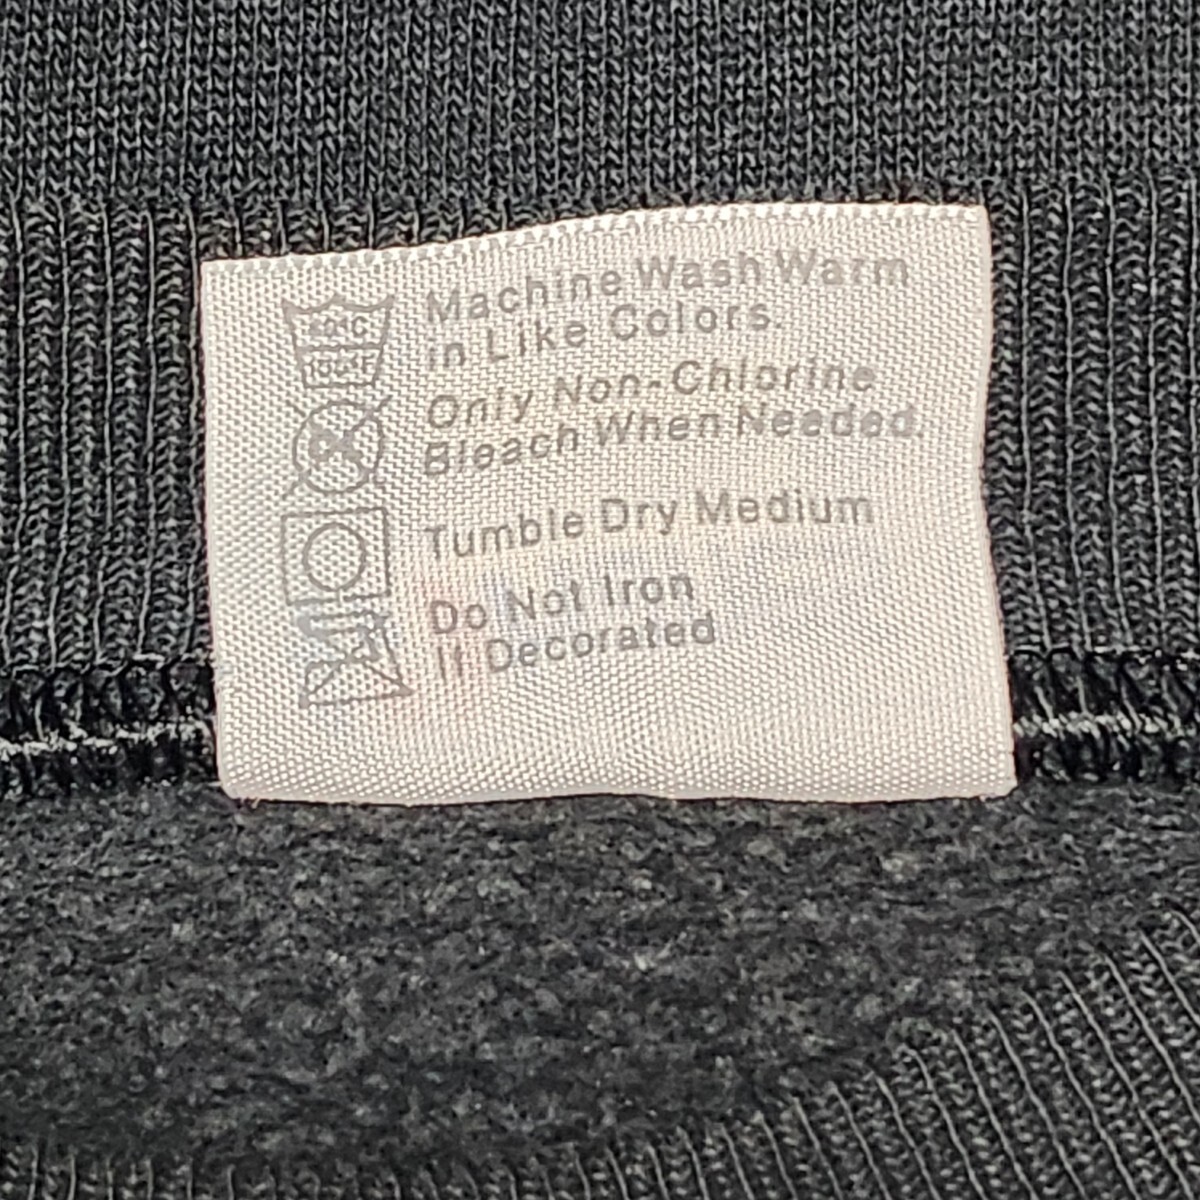 40°C
Machine Wash Warm
in Like Colors.
Only Non-Chlorine
Bleach When Needed.
Tumble Dry Medium
Do Not Iron
If Decorated